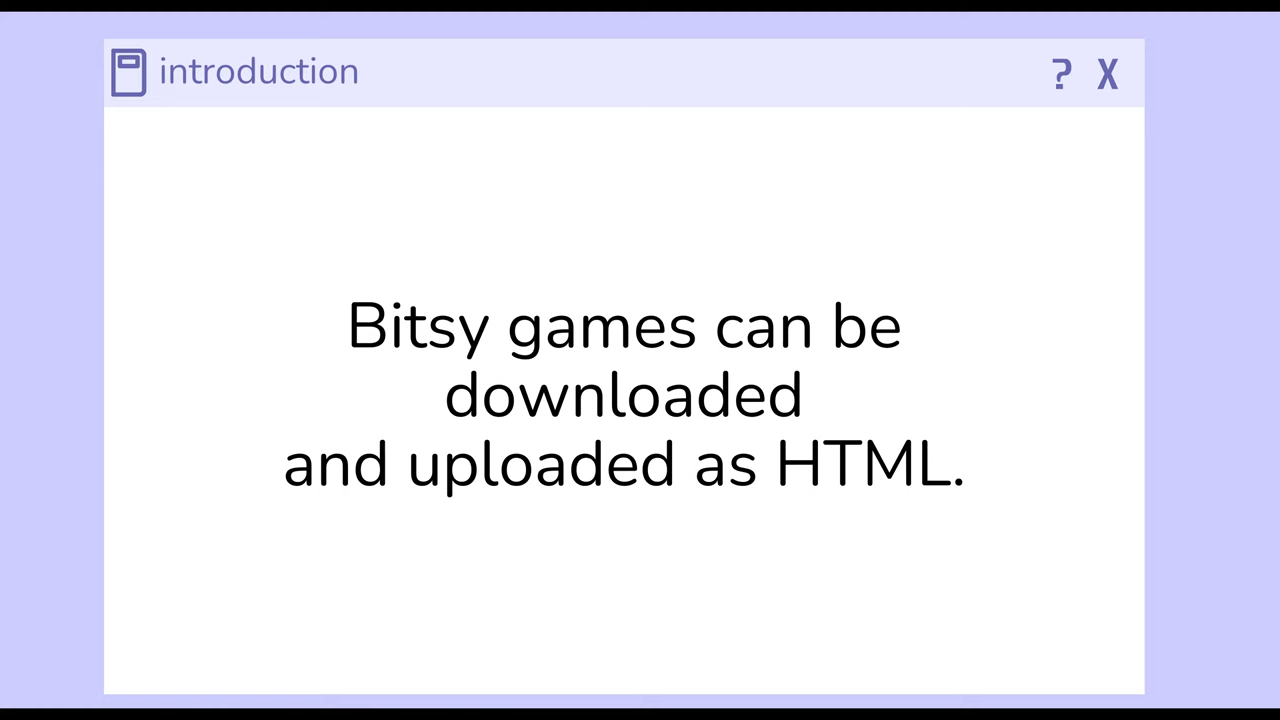 introduction
? X
Bitsy games can be
downloaded
and uploaded as HTML.